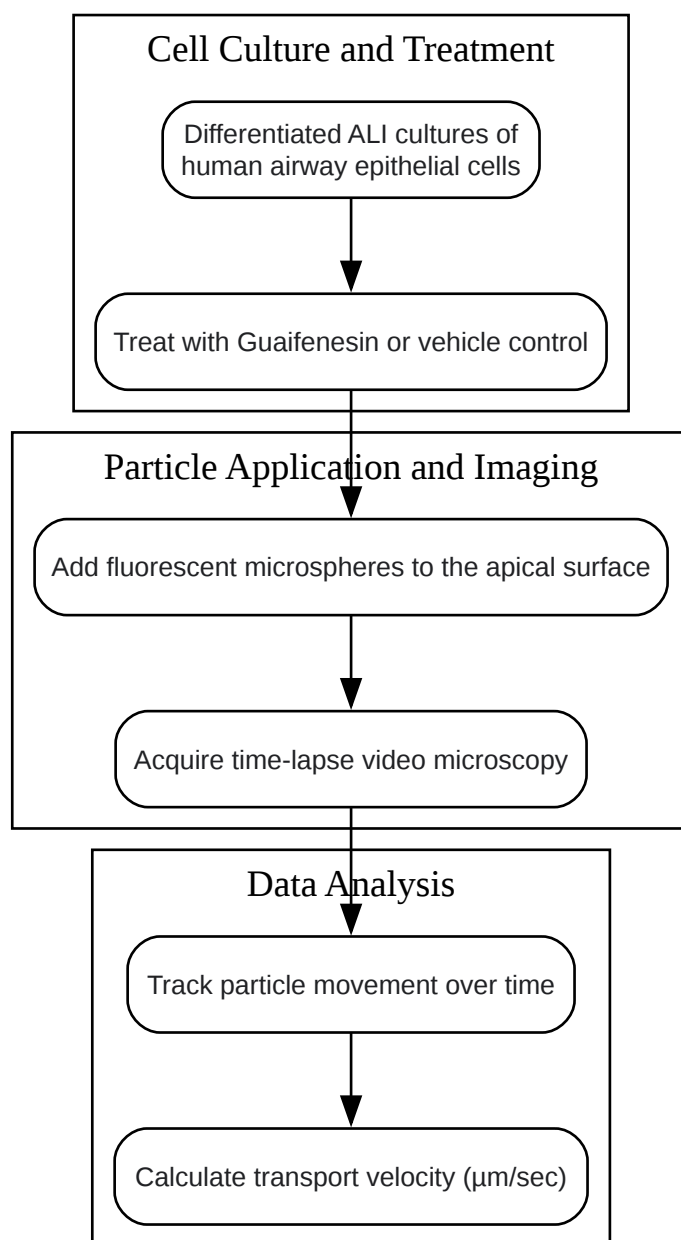 Cell Culture and Treatment
Differentiated ALI cultures of
human airway epithelial cells
Treat with Guaifenesin or vehicle control
Particle Application and Imaging
Add fluorescent microspheres to the apical surface
Acquire time-lapse video microscopy
Data Analysis
Track particle movement over time
Calculate transport velocity (µm/sec)